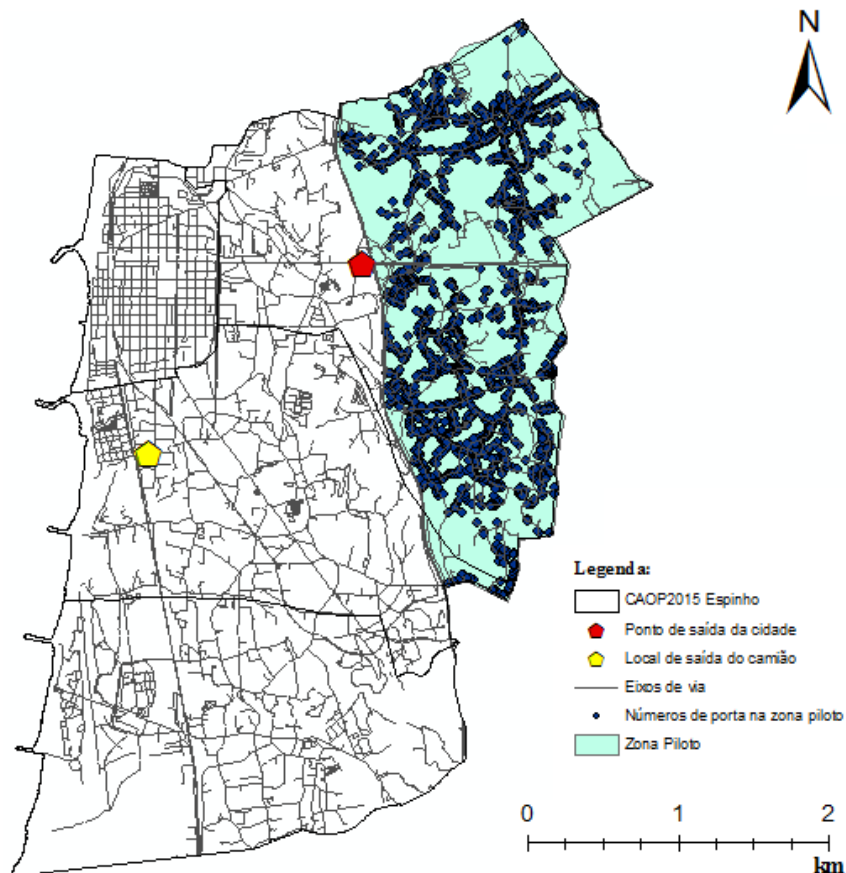 N
Legenda:
CAOP2015 Espinho
Ponto de saída da cidade
Local de saída do camião
Eixos de via
Números de porta na zona piloto
Zona Piloto
0 1 2
km